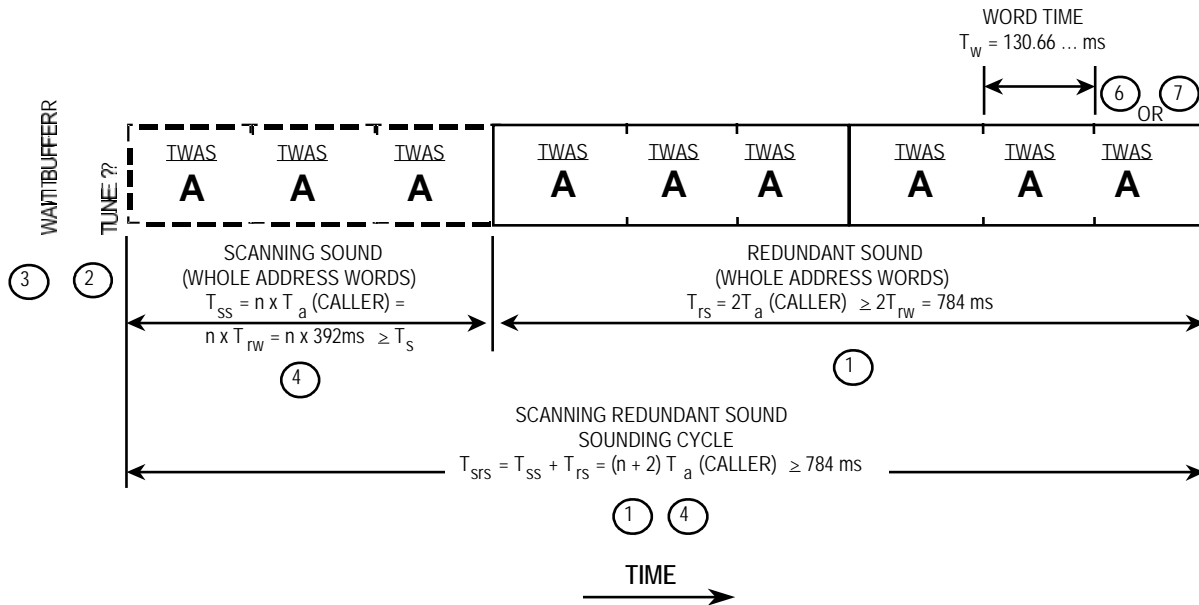 WORD TIME
T_w = 130.66 ... ms
6 OR 7
WAIT BUFFER
TUNE ??
TWAS TWAS TWAS TWAS TWAS TWAS TWAS TWAS TWAS
A A A A A A A A A
3 2
SCANNING SOUND
(WHOLE ADDRESS WORDS)
T_ss = n x T_a (CALLER) =
n x T_rw = n x 392ms ≥ T_s
4
REDUNDANT SOUND
(WHOLE ADDRESS WORDS)
T_rs = 2T_a (CALLER) ≥ 2T_rw = 784 ms
1
SCANNING REDUNDANT SOUND
SOUNDING CYCLE
T_srs = T_ss + T_rs = (n + 2) T_a (CALLER) ≥ 784 ms
1 4
TIME